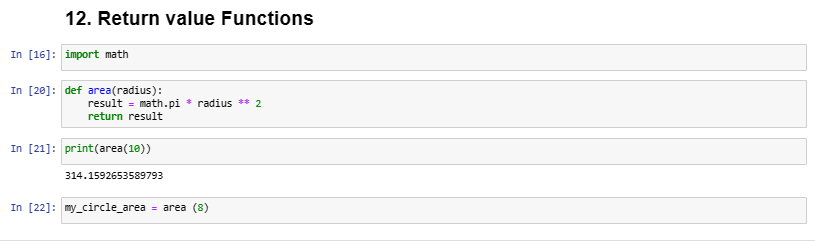 12. Return value Functions
In [16]: import math
In [20]: def area(radius):
    result = math.pi * radius ** 2
    return result
In [21]: print(area(10))
314.1592653589793
In [22]: my_circle_area = area (8)